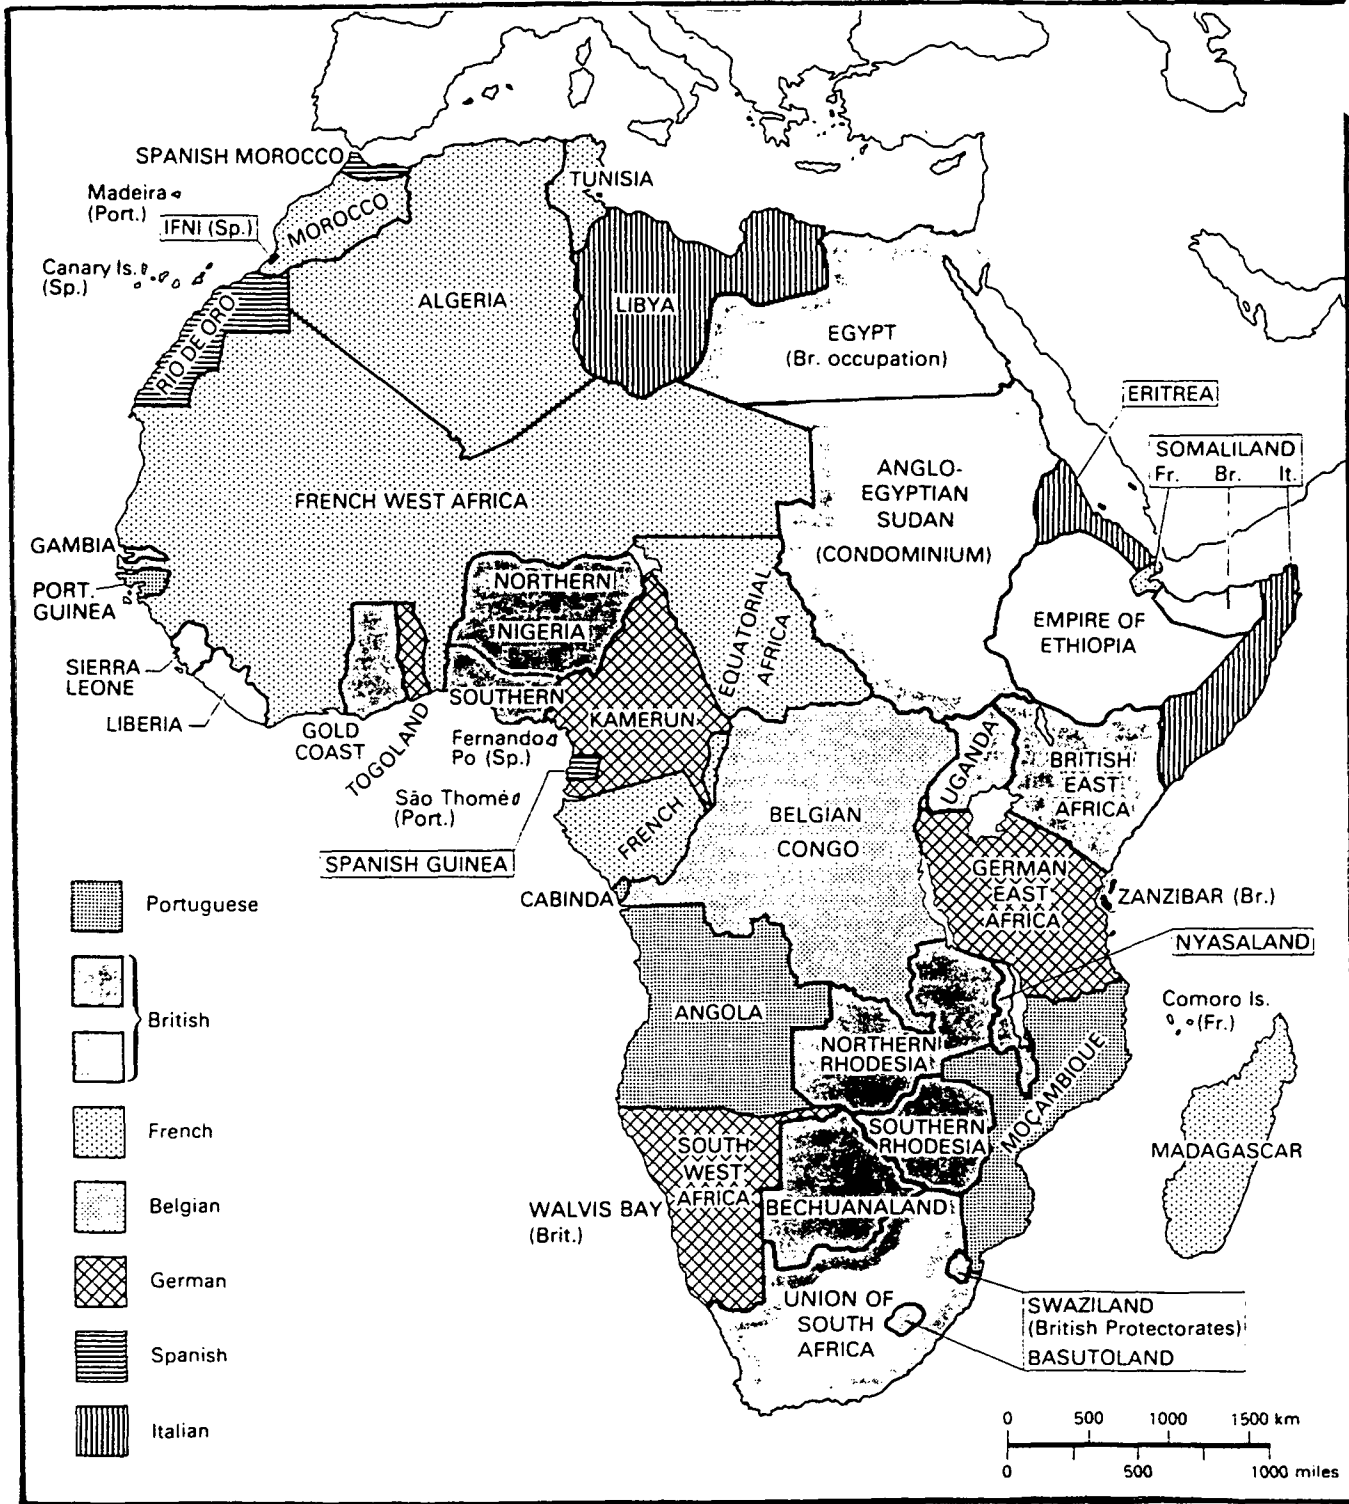 SPANISH MOROCCO
Madeira
(Port.)
IFNI (Sp.)
MOROCCO
TUNISIA
Canary Is.
(Sp.)
RIO DE ORO
ALGERIA
LIBYA
EGYPT
(Br. occupation)
ERITREA
SOMALILAND
Fr. Br. It.
ANGLO-
EGYPTIAN
SUDAN
(CONDOMINIUM)
FRENCH WEST AFRICA
GAMBIA
PORT.
GUINEA
NORTHERN
NIGERIA
SOUTHERN
EQUATORIAL
AFRICA
EMPIRE OF
ETHIOPIA
SIERRA
LEONE
LIBERIA
GOLD
COAST
TOGOLAND
KAMERUN
Fernando
Po (Sp.)
UGANDA
BRITISH
EAST
AFRICA
São Thomé
(Port.)
FRENCH
BELGIAN
CONGO
SPANISH GUINEA
GERMAN
EAST
AFRICA
CABINDA
ZANZIBAR (Br.)
NYASALAND
ANGOLA
Comoro Is.
(Fr.)
NORTHERN
RHODESIA
MOÇAMBIQUE
SOUTHERN
RHODESIA
MADAGASCAR
SOUTH
WEST
AFRICA
WALVIS BAY
(Brit.)
BECHUANALAND
UNION OF
SOUTH
AFRICA
SWAZILAND
(British Protectorates)
BASUTOLAND
Portuguese
British
French
Belgian
German
Spanish
Italian
0 500 1000 1500 km
0 500 1000 miles